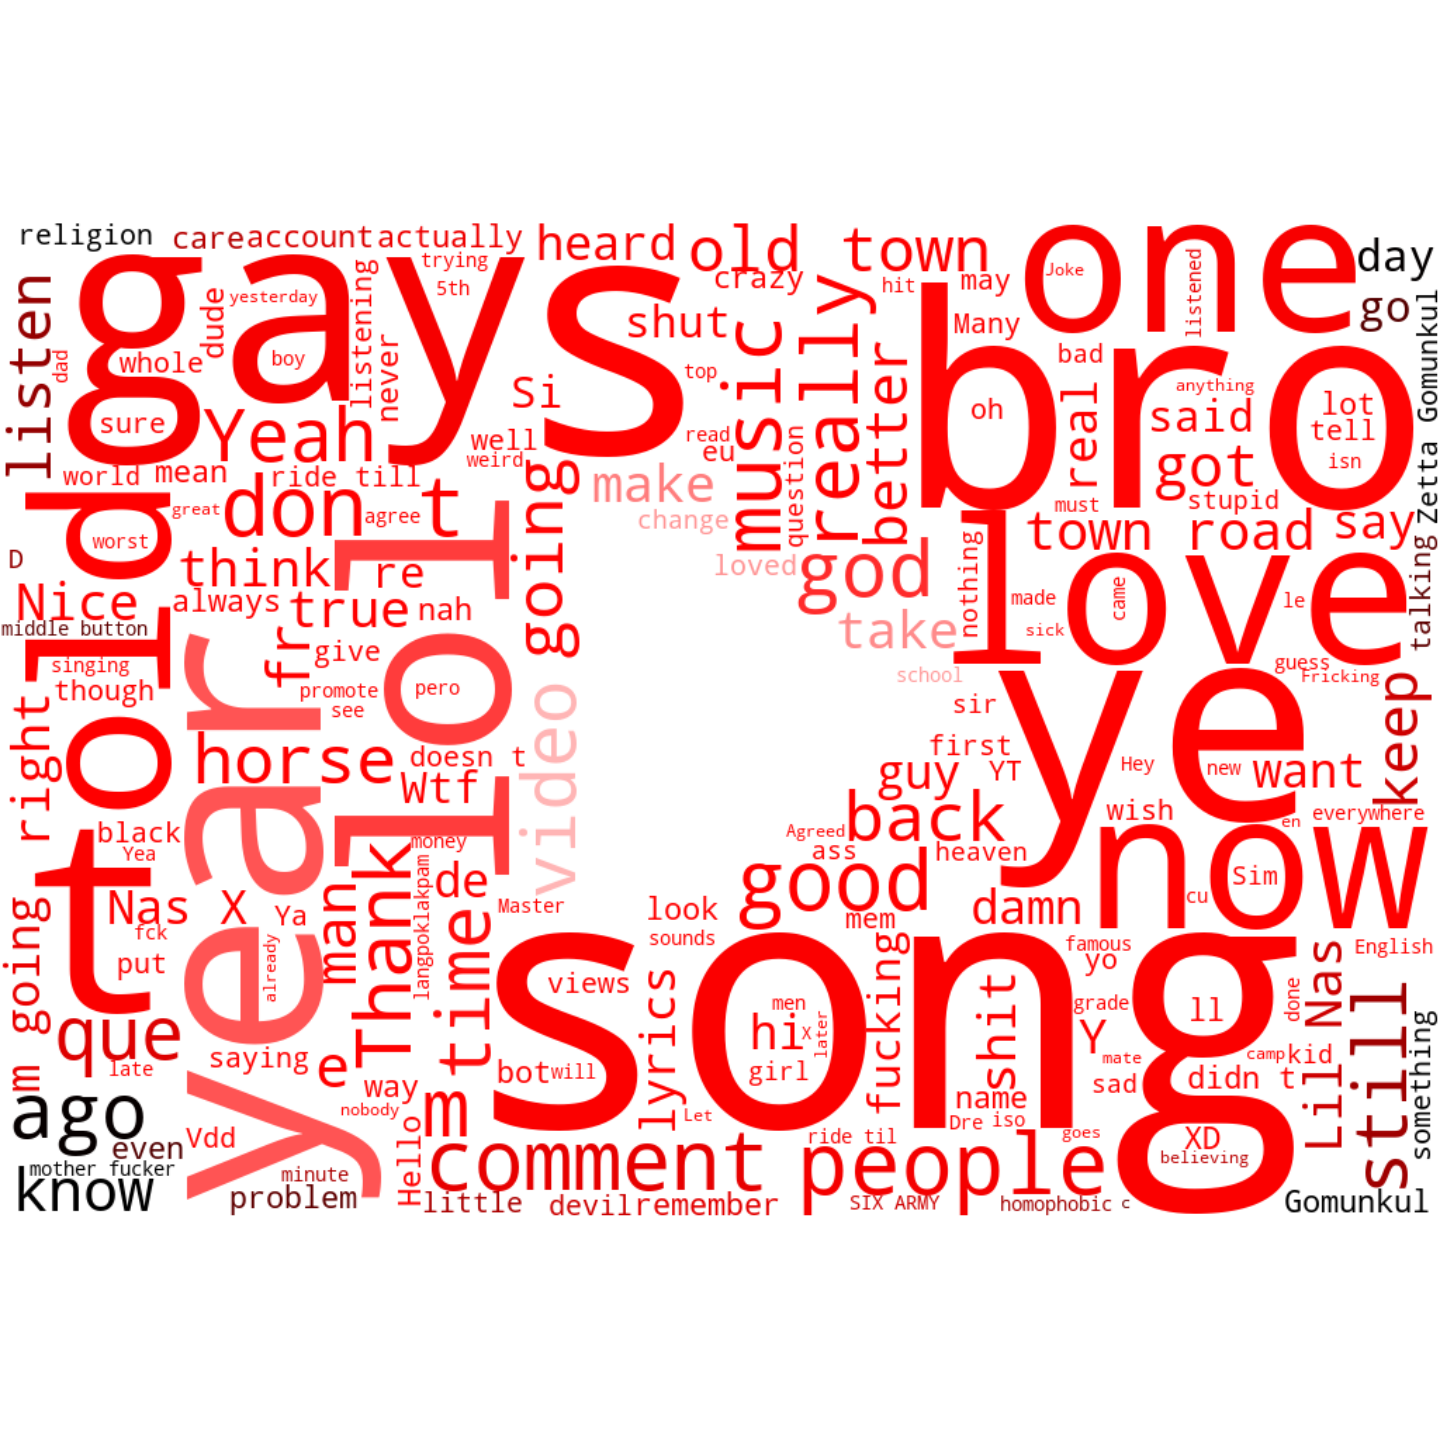 religion
care
account
actually
heard
old
town
one
day
trying
crazy
hit
may
Joke
listened
go
listen
gays
5th
yesterday
dude
listening
shut
Many
dad
whole
boy
never
top
music
really
better
bro
bad
anything
Zetta Gomunkul
Si
oh
real
said
lot
sure
Yeah
well
read
tell
weird
eu
question
got
isn
world
mean
ride till
going
make
stupid
told
great
don t
agree
change
must
worst
town road
say
D
think
re
loved
god
nothing
love
talking
Nice
always
true
nah
made
came
le
middle button
fr
lol
take
sick
singing
give
guess
though
promote
pero
school
Fricking
see
video
sir
ye
keep
right
year
horse
doesn t
first
Wtf
guy
YT
Hey
new
want
black
money
back
wish
everywhere
Yea
Agreed
now
en
t
ass
heaven
Thank
langpoklakpam
de
good
Sim
Nas X
Ya
man
Master
look
mem
damn
cu
fck
sounds
famous
English
am going
put
already
time
song
views
lyrics
fucking
yo
Lil Nas
still
men
shit
grade
ll
done
something
que
hi
X
later
Y
saying
e
mate
camp
kid
late
way
bot
will
girl
sad
didn t
ago
nobody
m
Let
name
Vdd
Hello
Dre
iso
even
comment
ride til
people
goes
XD
mother fucker
believing
know
minute
problem
little
devil
remember
SIX ARMY
homophobic
c
Gomunkul